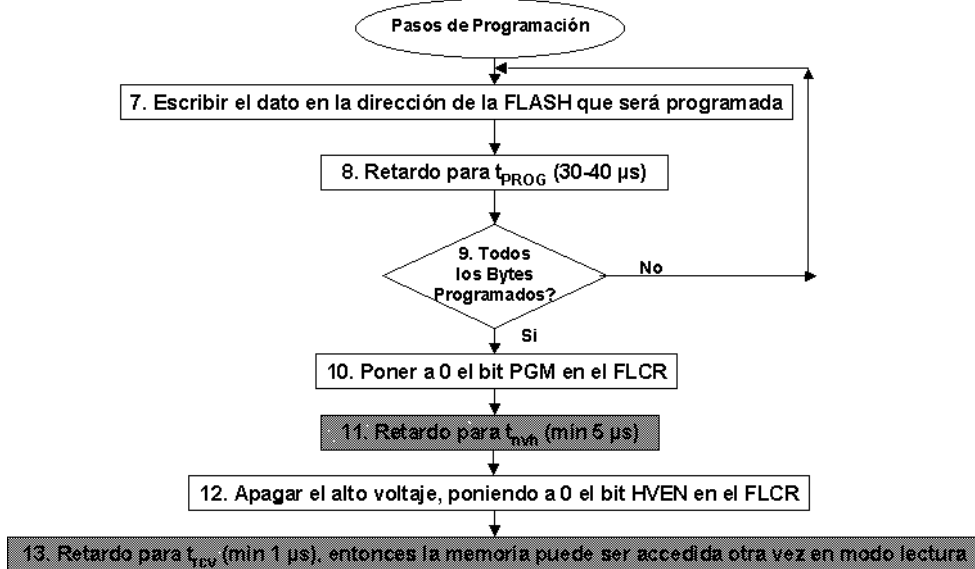 Pasos de Programación
7. Escribir el dato en la dirección de la FLASH que será programada
8. Retardo para tPROG (30-40 µs)
9. Todos
los Bytes
Programados?
No
Si
10. Poner a 0 el bit PGM en el FLCR
11. Retardo para tnvh (min 5 µs)
12. Apagar el alto voltaje, poniendo a 0 el bit HVEN en el FLCR
13. Retardo para trcv (min 1 µs), entonces la memoria puede ser accedida otra vez en modo lectura